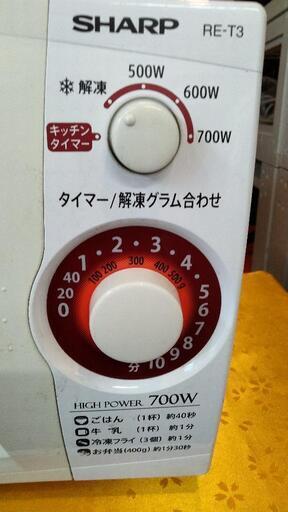 SHARP RE-T3
500W
❄解凍 600W
キッチン
タイマー 700W
タイマー/解凍グラム合わせ
0 20 40 1・2・3・4・5・6・7・8・9・10分
100 200 300 400 500g
HIGH POWER 700W
ごはん (1杯) 約40秒
牛乳 (1杯) 約1分
冷凍フライ (3個) 約1分
お弁当 (400g) 約1分30秒